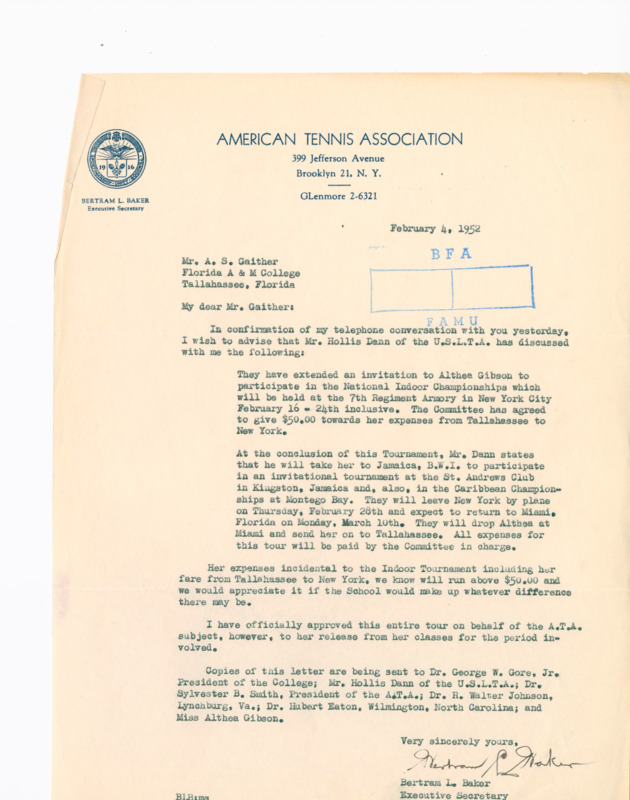 AMERICAN TENNIS ASSOCIATION
399 Jefferson Avenue
Brooklyn 21, N. Y.
GLenmore 2-6321
19 16
BERTRAM L. BAKER
Executive Secretary
February 4, 1952
BFA
Mr. A. S. Gaither
Florida A & M College
Tallahassee, Florida
My dear Mr. Gaither:
FAMU
In confirmation of my telephone conversation with you yesterday,
I wish to advise that Mr. Hollis Dann of the U.S.L.T.A. has discussed
with me the following:
They have extended an invitation to Althea Gibson to
participate in the National Indoor Championships which
will be held at the 7th Regiment Armory in New York City
February 16 - 24th inclusive. The Committee has agreed
to give $50.00 towards her expenses from Tallahassee to
New York.
At the conclusion of this Tournament, Mr. Dann states
that he will take her to Jamaica, B.W.I. to participate
in an invitational tournament at the St. Andrews Club
in Kingston, Jamaica and, also, in the Caribbean Champion-
ships at Montego Bay. They will leave New York by plane
on Thursday, February 28th and expect to return to Miami,
Florida on Monday, March 10th. They will drop Althea at
Miami and send her on to Tallahassee. All expenses for
this tour will be paid by the Committee in charge.
Her expenses incidental to the Indoor Tournament including her
fare from Tallahassee to New York, we know will run above $50.00 and
we would appreciate it if the School would make up whatever difference
there may be.
I have officially approved this entire tour on behalf of the A.T.A.
subject, however, to her release from her classes for the period in-
volved.
Copies of this letter are being sent to Dr. George W. Gore, Jr.
President of the College; Mr. Hollis Dann of the U.S.L.T.A.; Dr.
Sylvester B. Smith, President of the A.T.A.; Dr. R. Walter Johnson,
Lynchburg, Va.; Dr. Hubert Eaton, Wilmington, North Carolina; and
Miss Althea Gibson.
Very sincerely yours,
Bertram L. Baker
Bertram L. Baker
Executive Secretary
BLB:ms